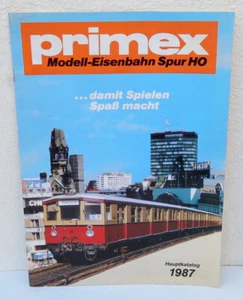 primex
Modell-Eisenbahn Spur HO
...damit Spielen
Spaß macht
Hauptkatalog
1987